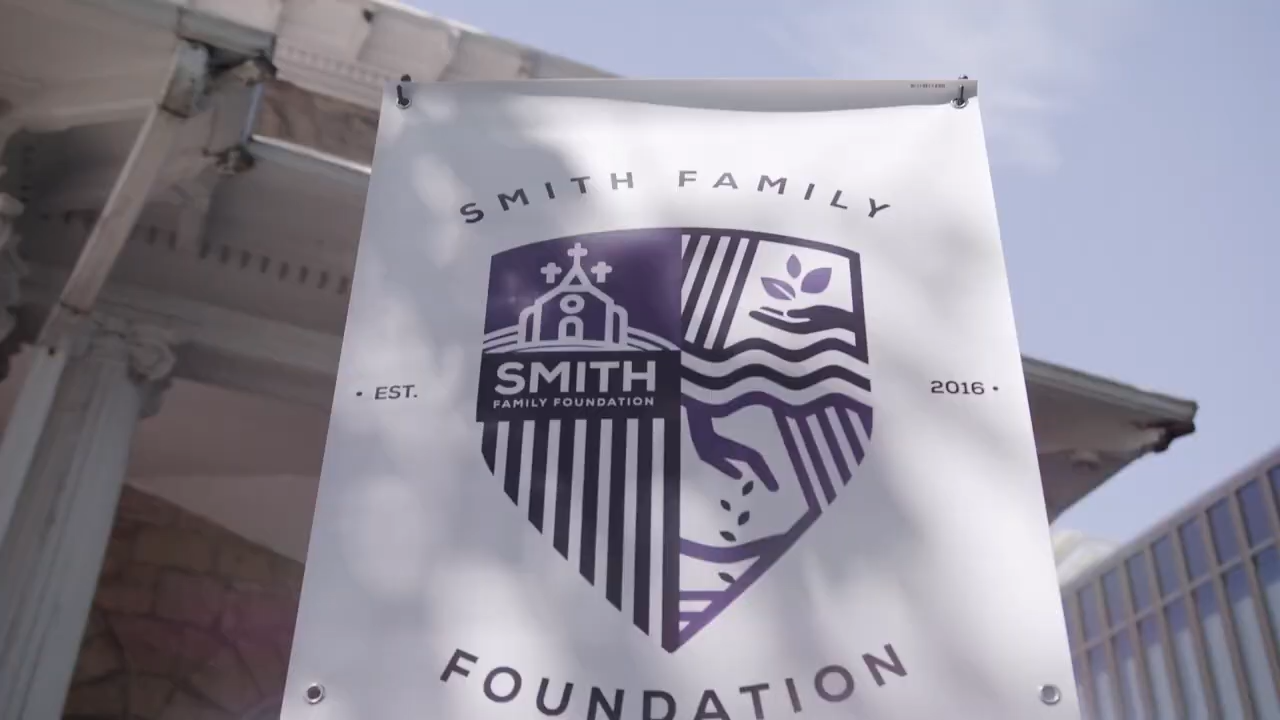 SMITH FAMILY
SMITH
FAMILY FOUNDATION
• EST.
2016 •
FOUNDATION